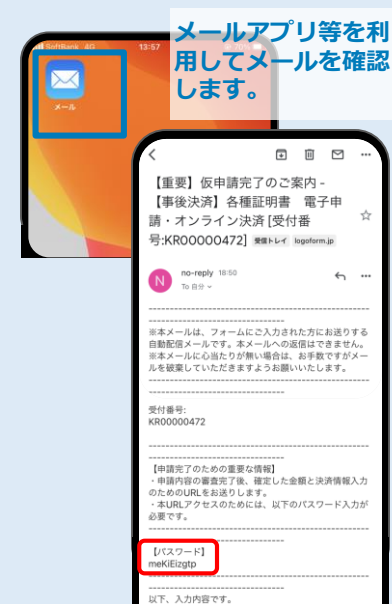 メールアプリ等を利
用してメールを確認
します。
SoftBank 4G 13:57
メール
【重要】仮申請完了のご案内 -
【事後決済】各種証明書 電子申
請・オンライン決済 [受付番
号:KR00000472] 受信トレイ logoform.jp
N
no-reply 18:50
To 自分
--------------------------------------------------------
----------------------------------
※本メールは、フォームにご入力された方にお送りする
自動配信メールです。本メールへの返信はできません。
※本メールに心当たりが無い場合は、お手数ですがメー
ルを破棄していただきますようお願いいたします。
--------------------------------------------------------
----------------------------------
受付番号:
KR00000472
--------------------------------------------------------
----------------------------------
【申請完了のための重要な情報】
・申請内容の審査完了後、確定した金額と決済情報入力
のためのURLをお送りします。
・本URLアクセスのためには、以下のパスワード入力が
必要です。
--------------------------------------------------------
----------------------------------
【パスワード】
meKiEizgtp
--------------------------------------------------------
----------------------------------
以下、入力内容です。